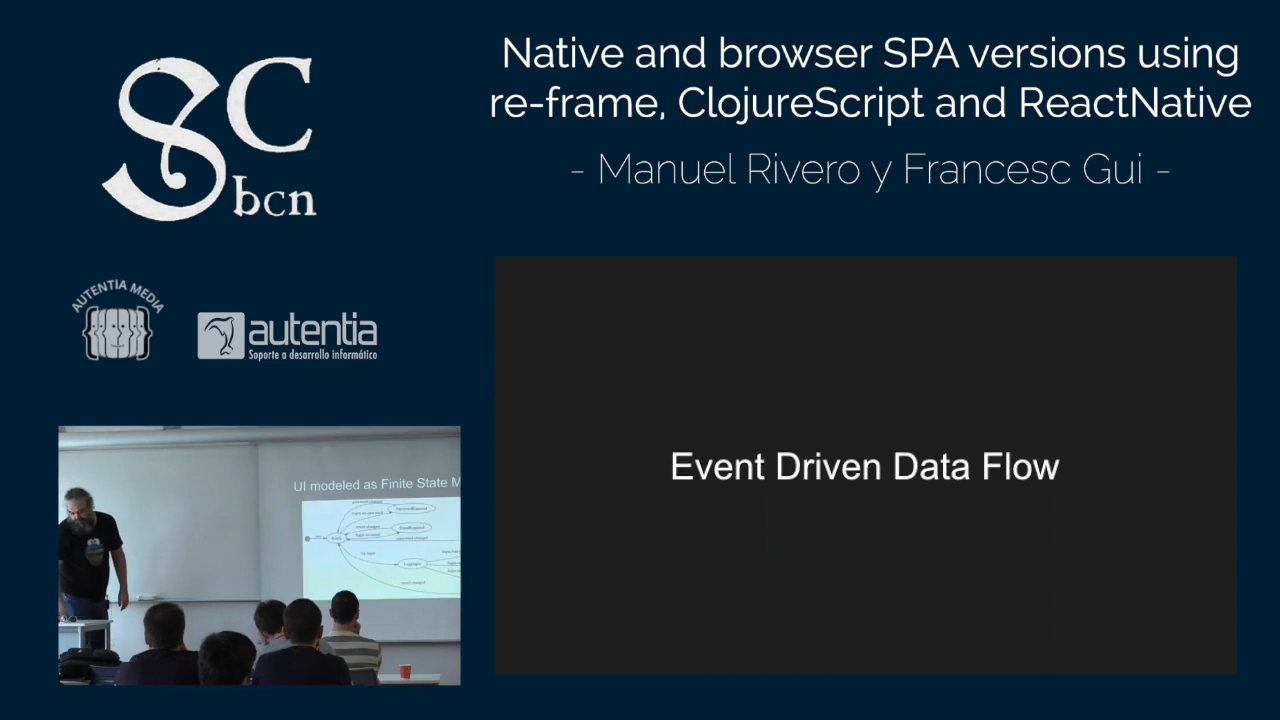 SC
bcn
Native and browser SPA versions using
re-frame, ClojureScript and ReactNative
- Manuel Rivero y Francesc Gui -
AUTENTIA MEDIA
autentia
Soporte a desarrollo informático
Event Driven Data Flow
UI modeled as Finite State M